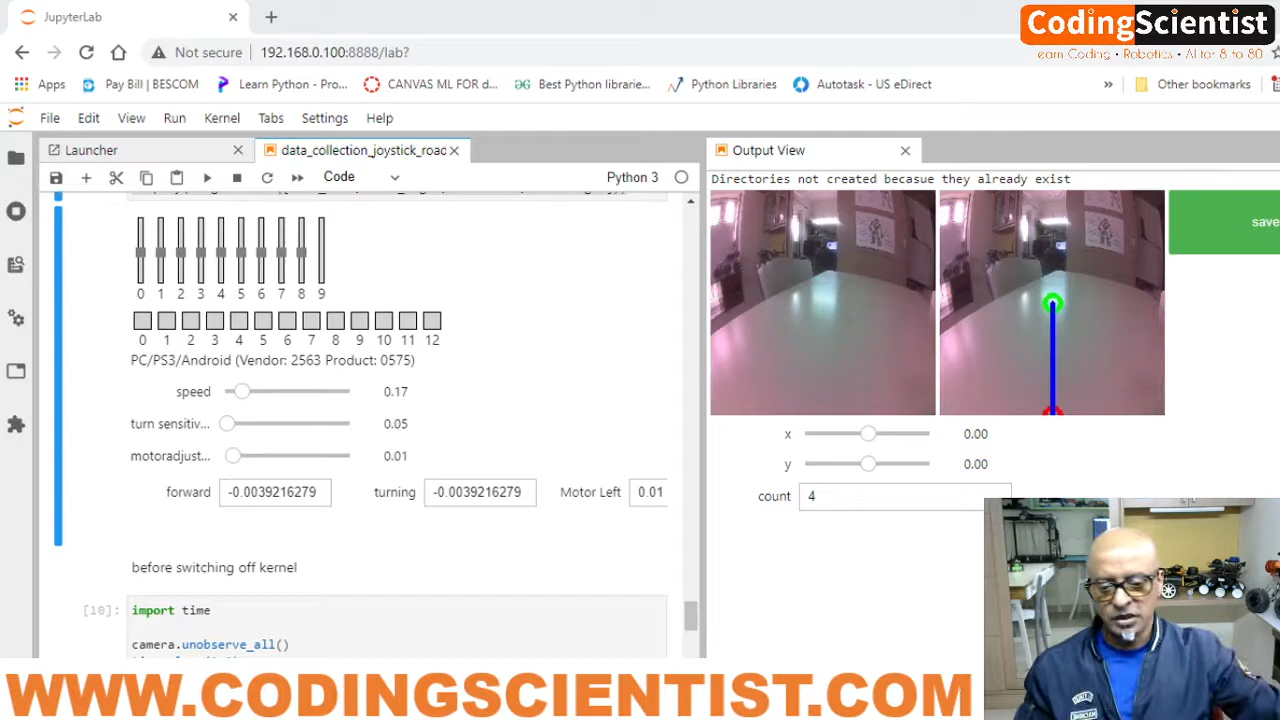 JupyterLab
CodingScientist
earn Coding • Robotics • AI for 8 to 80
Not secure
192.168.0.100:8888/lab?
Apps
Pay Bill | BESCOM
Learn Python - Pro...
CANVAS ML FOR d...
Best Python librarie...
Python Libraries
Autotask - US eDirect
»
Other bookmarks
File
Edit
View
Run
Kernel
Tabs
Settings
Help
Launcher
data_collection_joystick_road
Output View
Code
Python 3
Directories not created becasue they already exist
save
0 1 2 3 4 5 6 7 8 9
0 1 2 3 4 5 6 7 8 9 10 11 12
PC/PS3/Android (Vendor: 2563 Product: 0575)
speed 0.17
turn sensitiv... 0.05
motoradjust... 0.01
forward -0.0039216279 turning -0.0039216279 Motor Left 0.01
x 0.00
y 0.00
count 4
before switching off kernel
[10]: import time
camera.unobserve_all()
WWW.CODINGSCIENTIST.COM